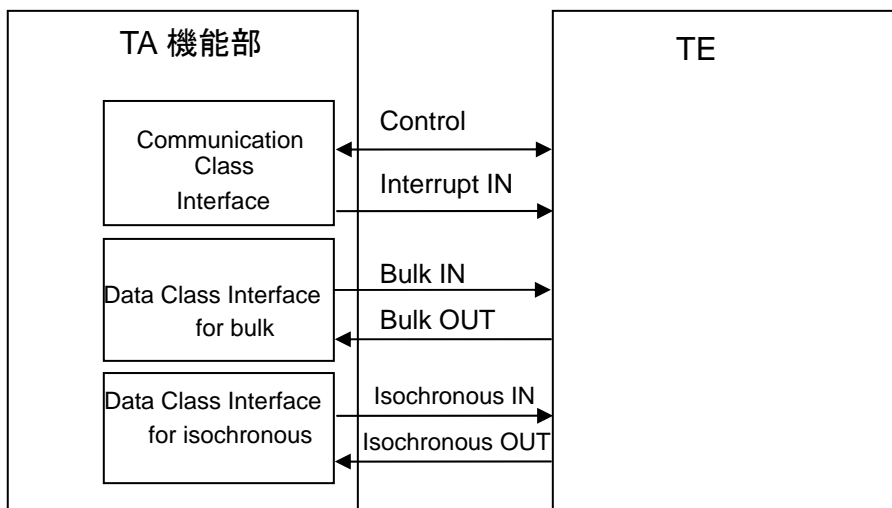 TA 機能部
TE
Communication
Class
Interface
Control
Interrupt IN
Data Class Interface
for bulk
Bulk IN
Bulk OUT
Data Class Interface
for isochronous
Isochronous IN
Isochronous OUT